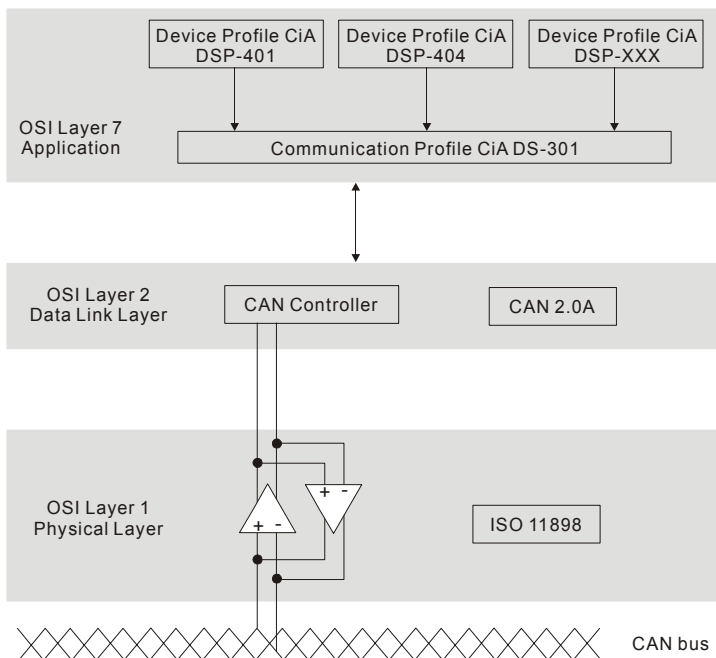 Device Profile CiA
DSP-401
Device Profile CiA
DSP-404
Device Profile CiA
DSP-XXX
OSI Layer 7
Application
Communication Profile CiA DS-301
OSI Layer 2
Data Link Layer
CAN Controller
CAN 2.0A
OSI Layer 1
Physical Layer
+ -
+ -
ISO 11898
CAN bus